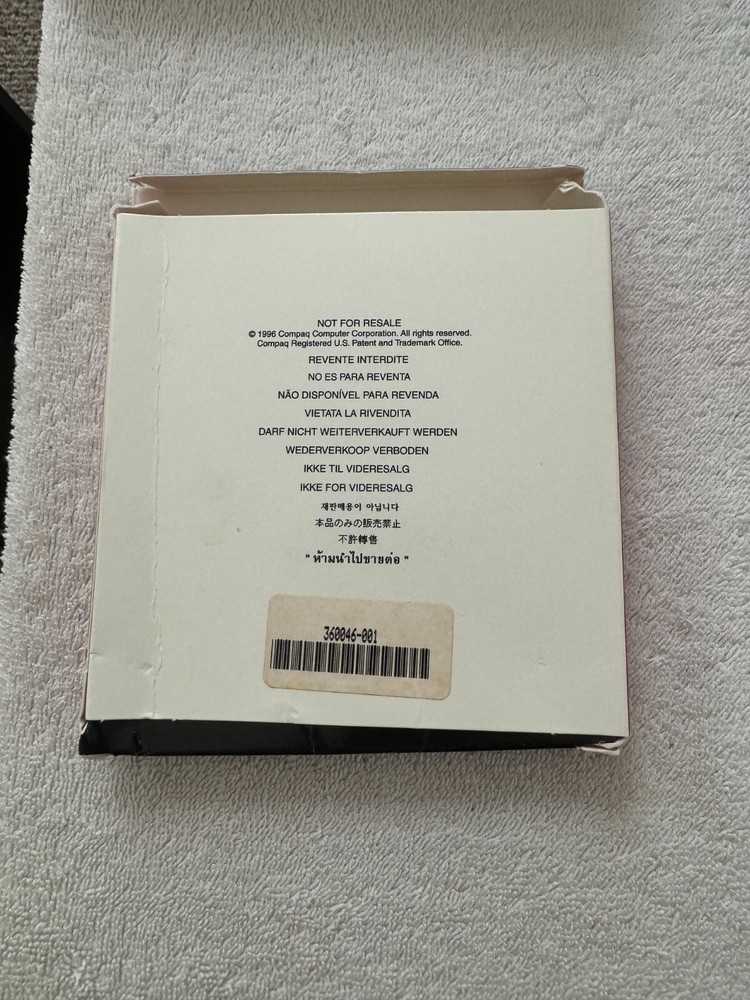 NOT FOR RESALE
© 1996 Compaq Computer Corporation. All rights reserved.
Compaq Registered U.S. Patent and Trademark Office.
REVENTE INTERDITE
NO ES PARA REVENTA
NÃO DISPONÍVEL PARA REVENDA
VIETATA LA RIVENDITA
DARF NICHT WEITERVERKAUFT WERDEN
WEDERVERKOOP VERBODEN
IKKE TIL VIDERESALG
IKKE FOR VIDERESALG
재판매용이 아닙니다
本品のみの販売禁止
不許轉售
"ห้ามนำไปขายต่อ"
360046-001